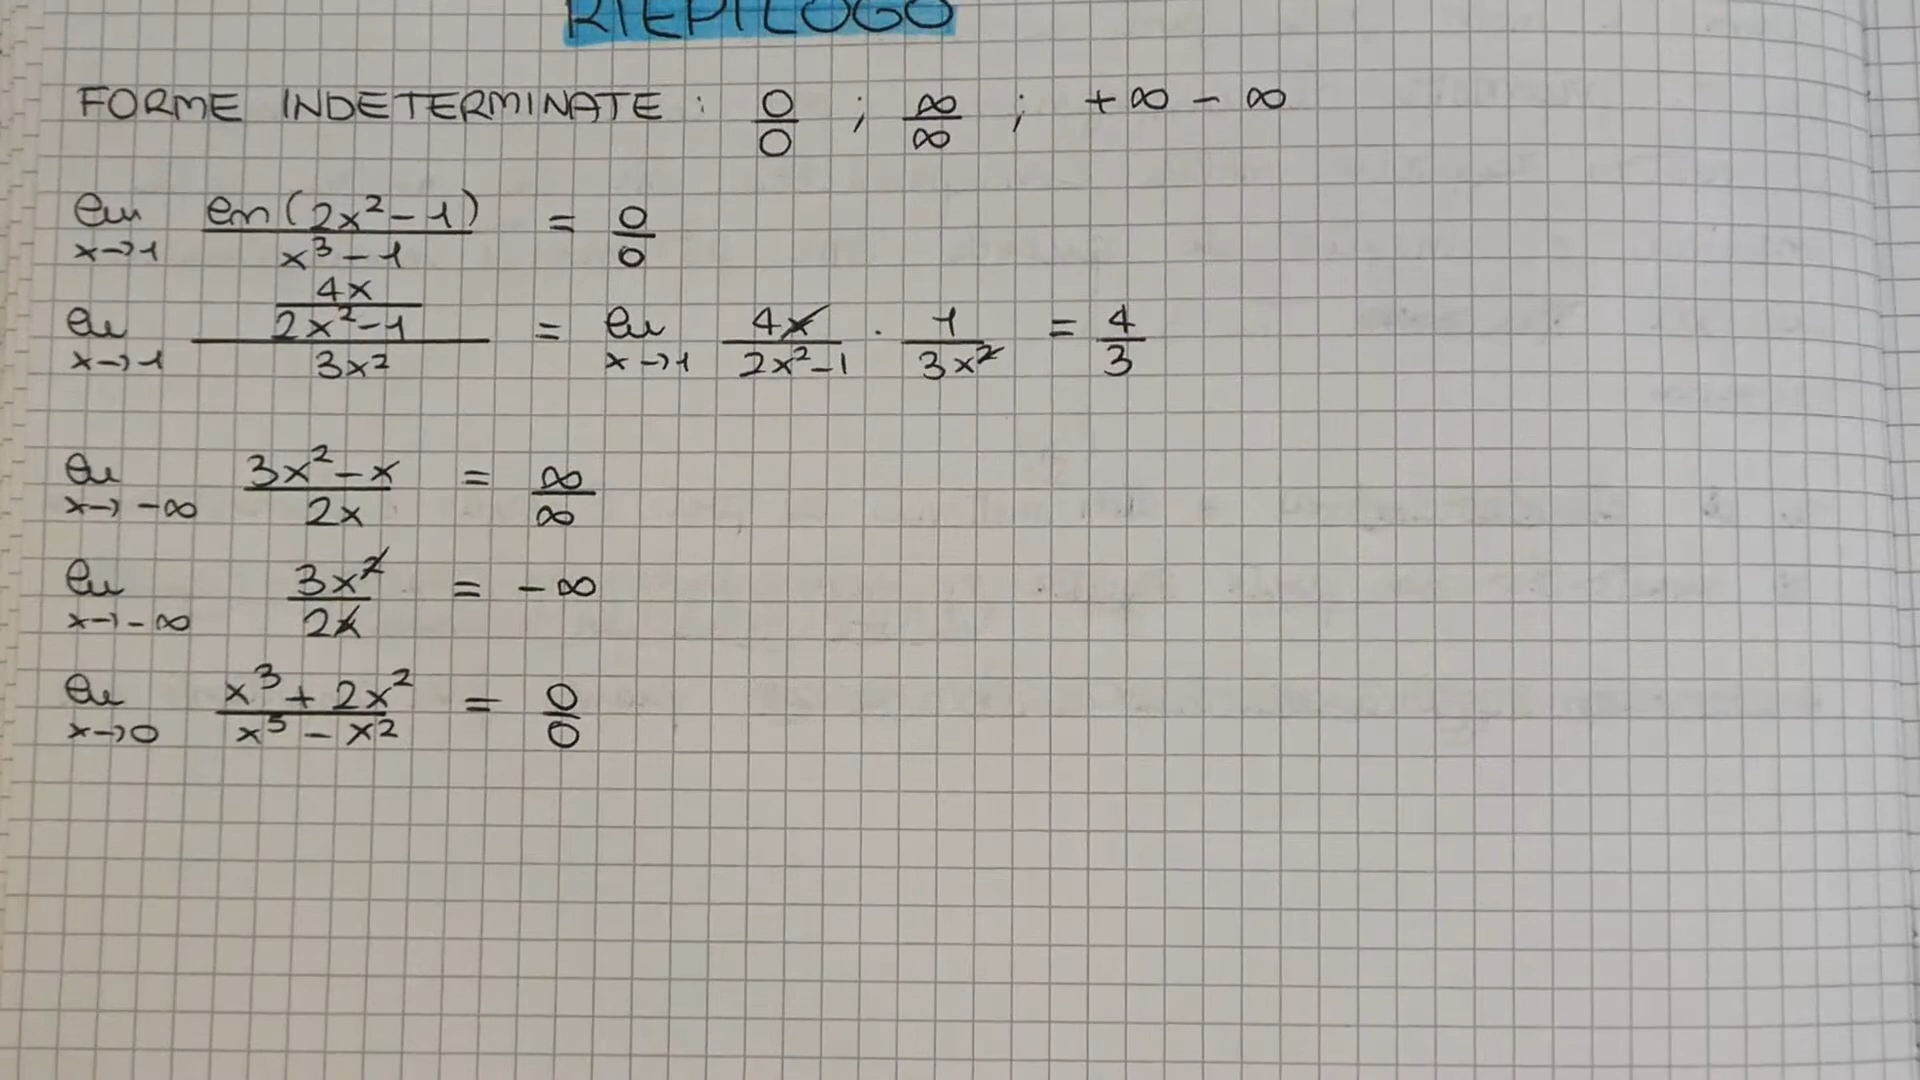 RIEPILOGO
FORME INDETERMINATE: 0/0 ; ∞/∞ ; +∞ - ∞
lim x→1 ln(2x² - 1)/(x³ - 1) = 0/0
lim x→1 (4x/(2x² - 1))/(3x²) = lim x→1 4x/(2x² - 1) · 1/(3x²) = 4/3
lim x→-∞ (3x² - x)/(2x) = ∞/∞
lim x→-∞ 3x²/(2x) = -∞
lim x→0 (x³ + 2x²)/(x⁵ - x²) = 0/0